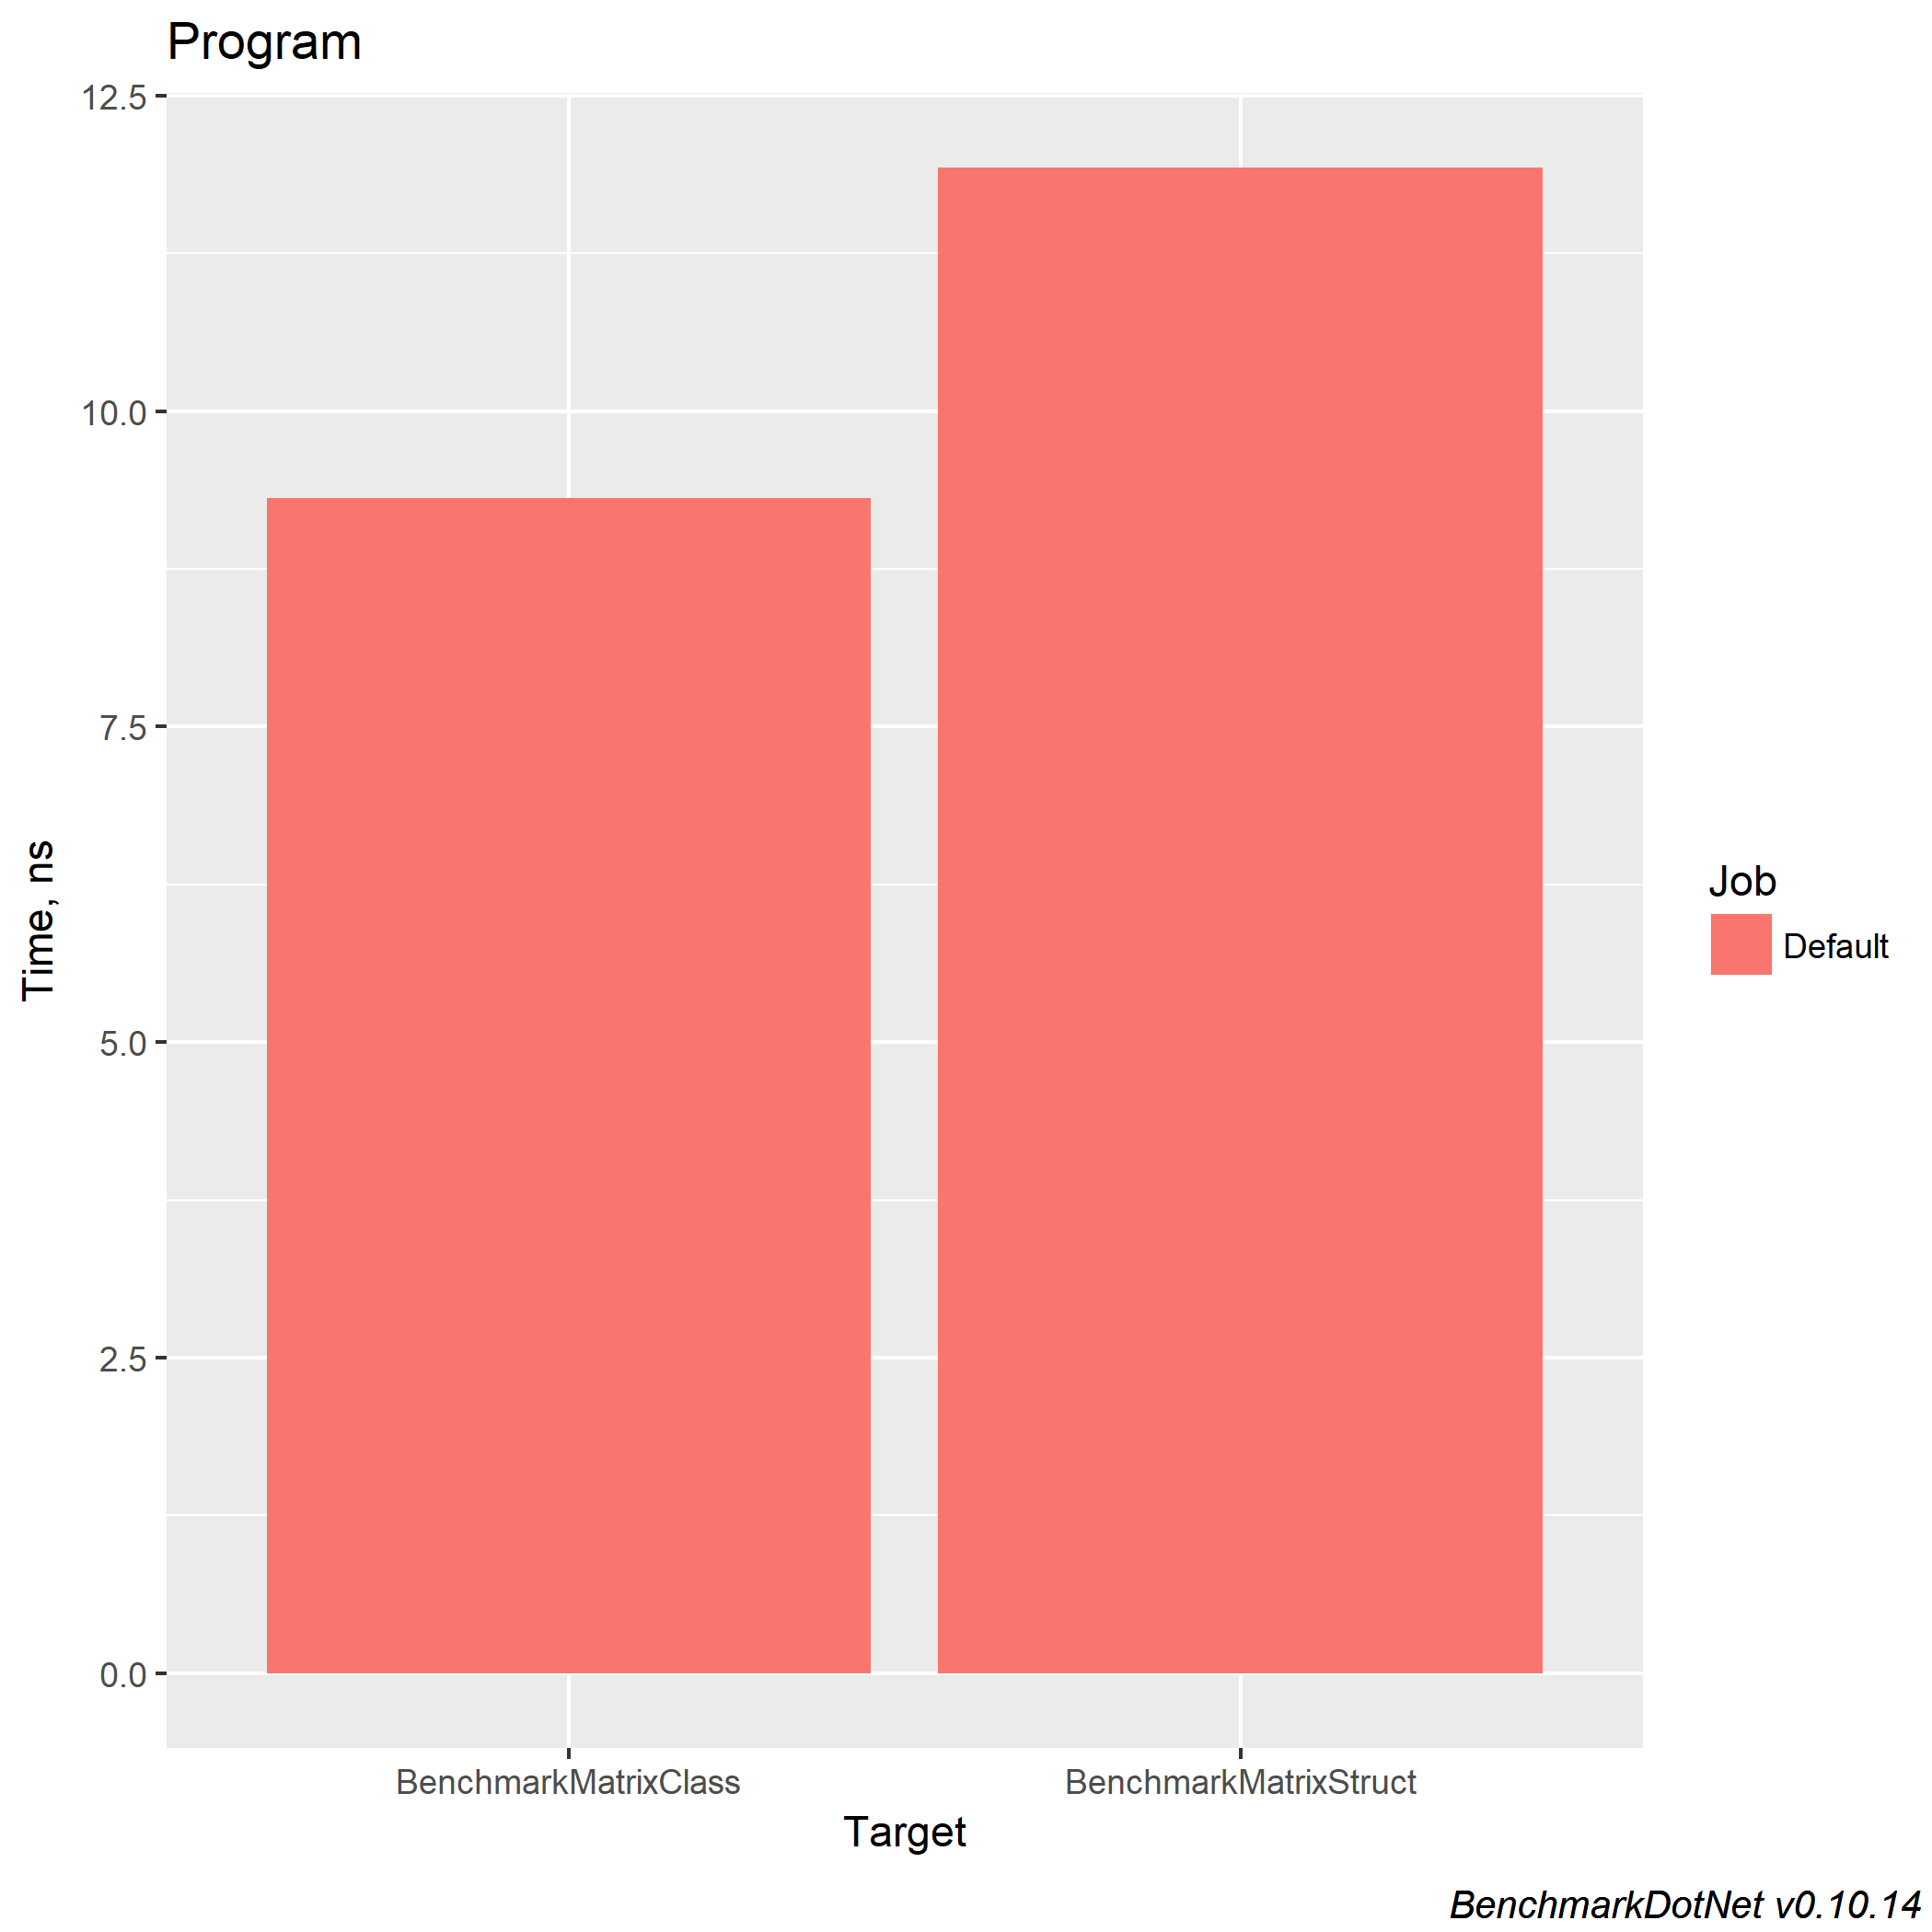 Program
12.5
10.0
7.5
5.0
2.5
0.0
Time, ns
BenchmarkMatrixClass
BenchmarkMatrixStruct
Target
Job
Default
BenchmarkDotNet v0.10.14